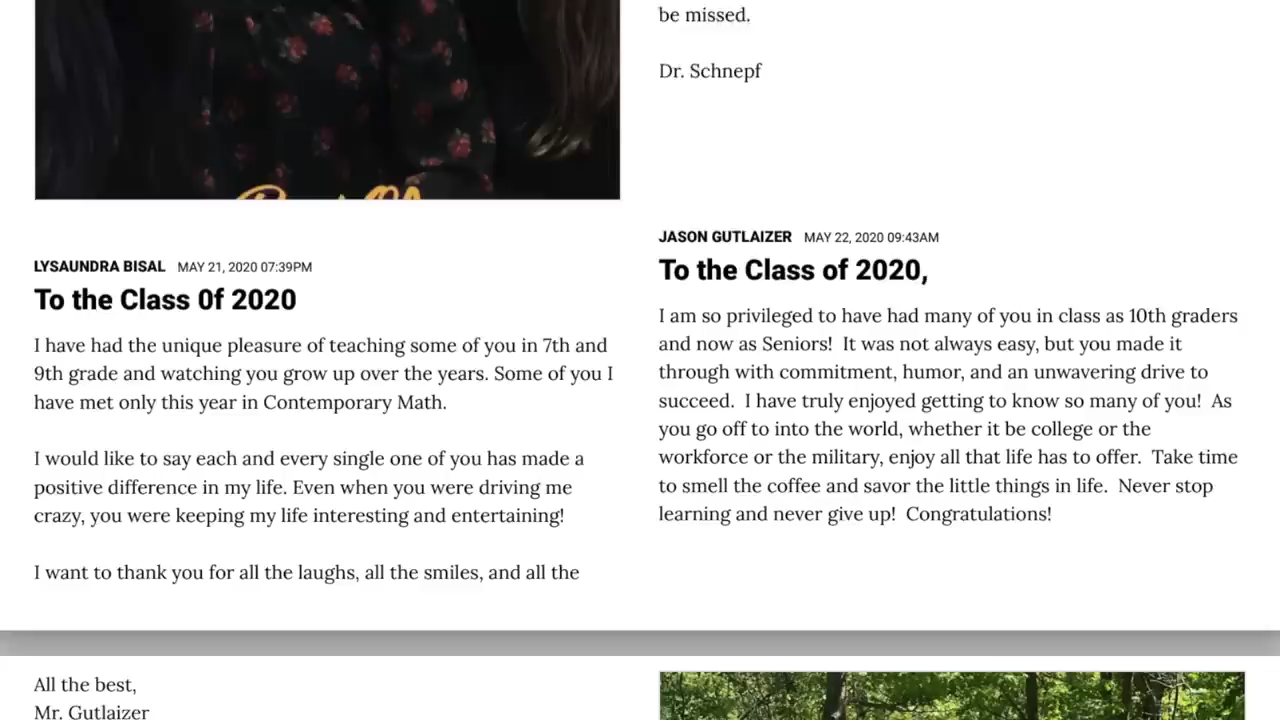 be missed.
Dr. Schnepf
LYSAUNDRA BISAL MAY 21, 2020 07:39PM
To the Class 0f 2020
I have had the unique pleasure of teaching some of you in 7th and
9th grade and watching you grow up over the years. Some of you I
have met only this year in Contemporary Math.
I would like to say each and every single one of you has made a
positive difference in my life. Even when you were driving me
crazy, you were keeping my life interesting and entertaining!
I want to thank you for all the laughs, all the smiles, and all the
JASON GUTLAIZER MAY 22, 2020 09:43AM
To the Class of 2020,
I am so privileged to have had many of you in class as 10th graders
and now as Seniors! It was not always easy, but you made it
through with commitment, humor, and an unwavering drive to
succeed. I have truly enjoyed getting to know so many of you! As
you go off to into the world, whether it be college or the
workforce or the military, enjoy all that life has to offer. Take time
to smell the coffee and savor the little things in life. Never stop
learning and never give up! Congratulations!
All the best,
Mr. Gutlaizer